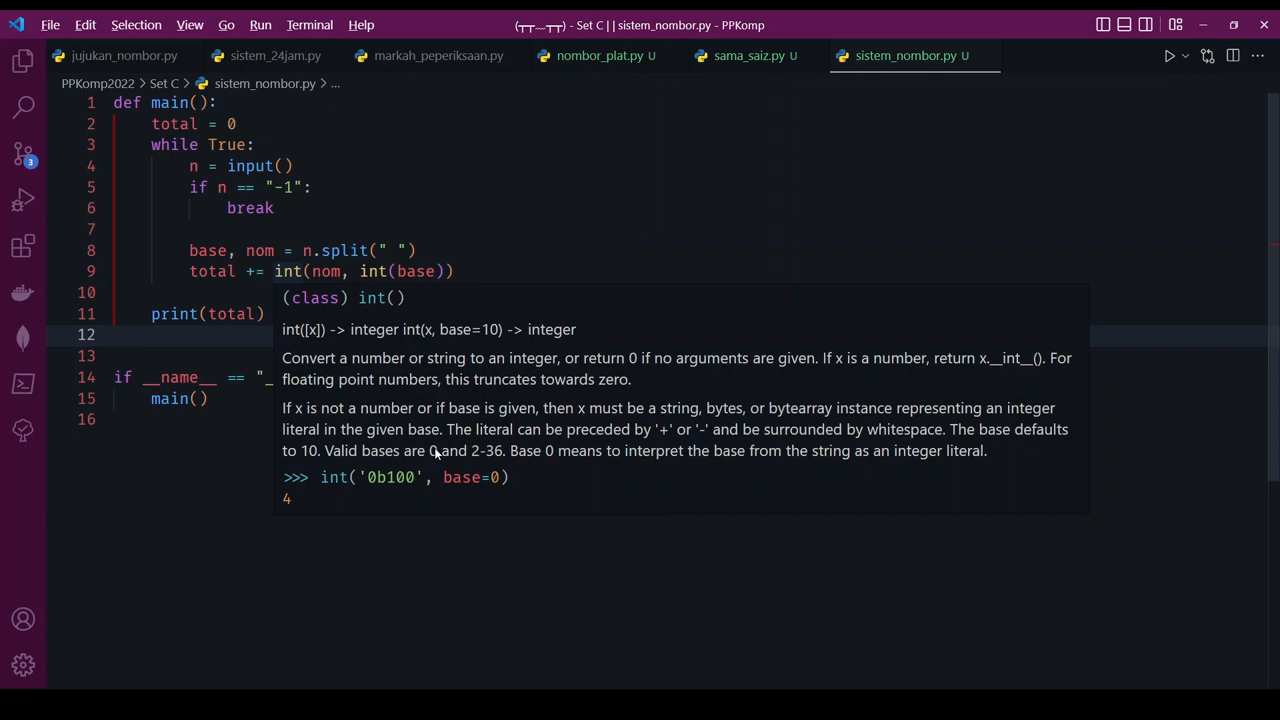 File Edit Selection View Go Run Terminal Help (┬┬﹏┬┬) - Set C | | sistem_nombor.py - PPKomp
jujukan_nombor.py sistem_24jam.py markah_peperiksaan.py nombor_plat.py U sama_saiz.py U sistem_nombor.py U
PPKomp2022 > Set C > sistem_nombor.py > ...
1 def main():
2 total = 0
3 while True:
4 n = input()
5 if n == "-1":
6 break
7
8 base, nom = n.split(" ")
9 total += int(nom, int(base))
10
11 print(total)
12
13
14 if __name__ == "_
15 main()
16
(class) int()
int([x]) -> integer int(x, base=10) -> integer
Convert a number or string to an integer, or return 0 if no arguments are given. If x is a number, return x.__int__(). For
floating point numbers, this truncates towards zero.
If x is not a number or if base is given, then x must be a string, bytes, or bytearray instance representing an integer
literal in the given base. The literal can be preceded by '+' or '-' and be surrounded by whitespace. The base defaults
to 10. Valid bases are 0 and 2-36. Base 0 means to interpret the base from the string as an integer literal.
>>> int('0b100', base=0)
4
3